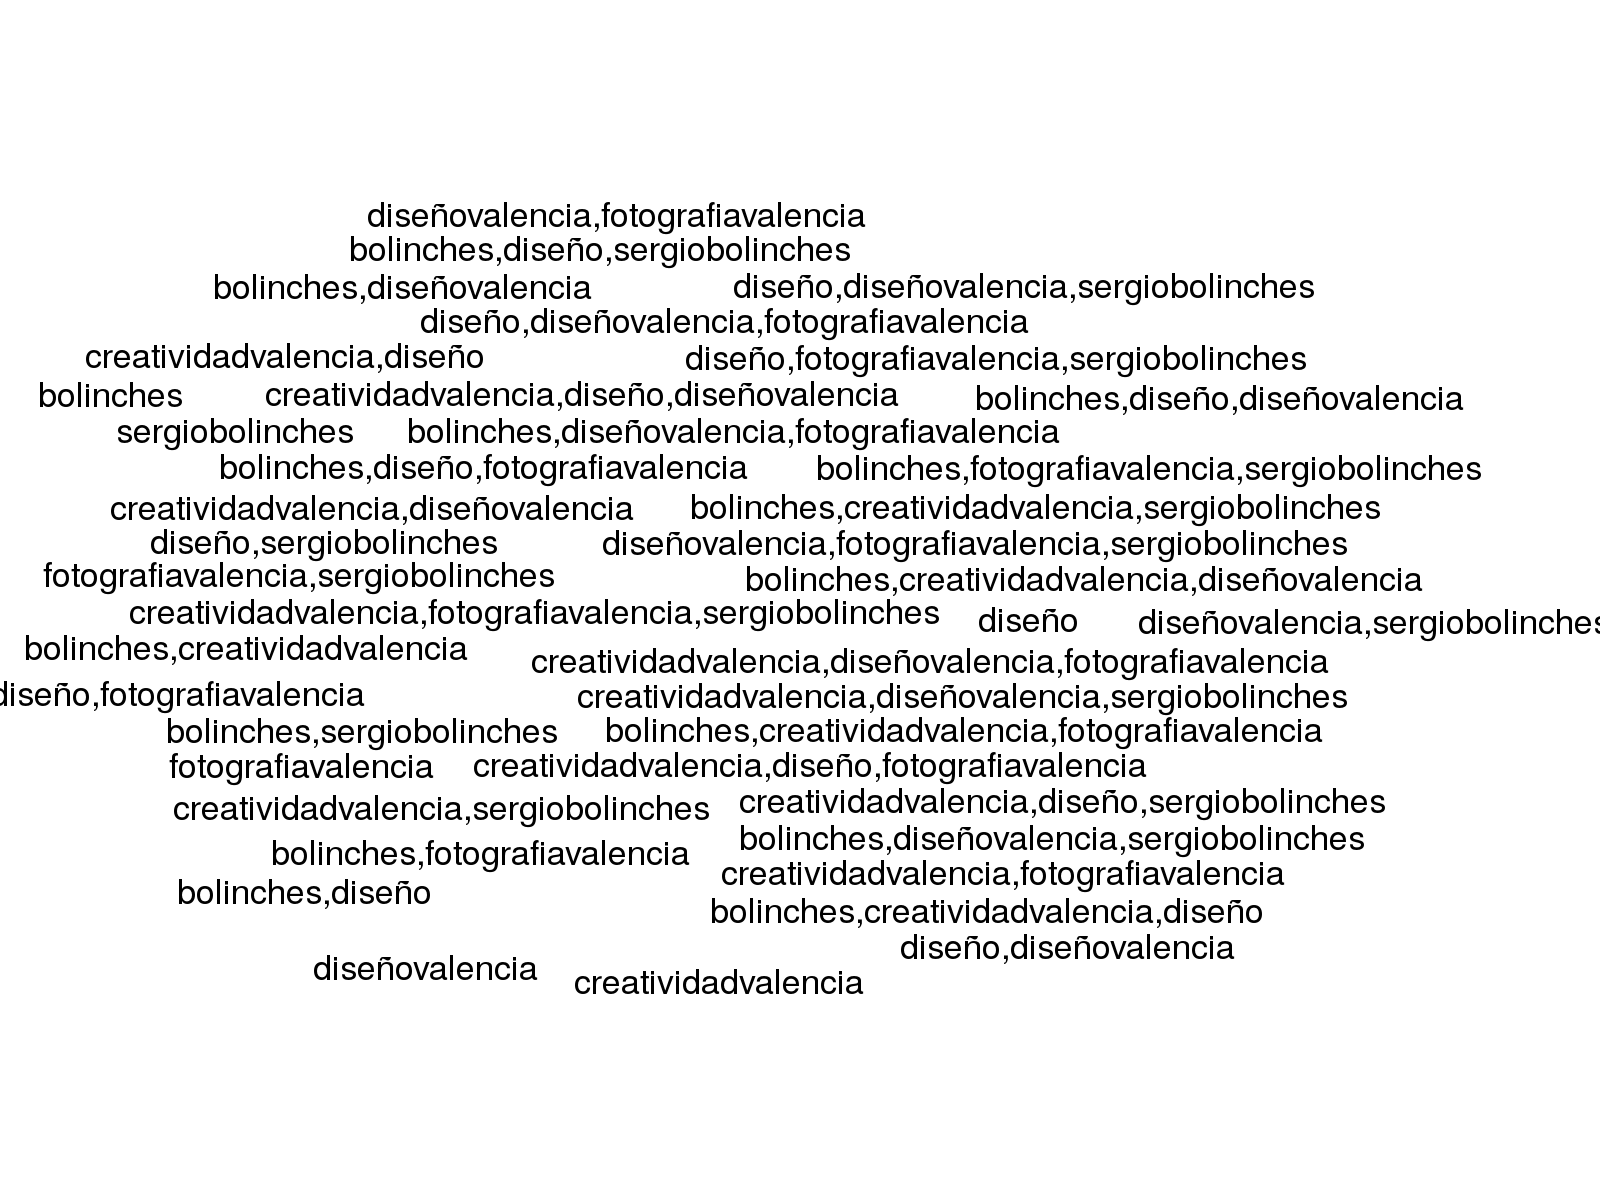 diseñovalencia,fotografiavalencia
bolinches,diseño,sergiobolinches
bolinches,diseñovalencia
diseño,diseñovalencia,sergiobolinches
diseño,diseñovalencia,fotografiavalencia
creatividadvalencia,diseño
diseño,fotografiavalencia,sergiobolinches
bolinches
creatividadvalencia,diseño,diseñovalencia
bolinches,diseño,diseñovalencia
sergiobolinches
bolinches,diseñovalencia,fotografiavalencia
bolinches,diseño,fotografiavalencia
bolinches,fotografiavalencia,sergiobolinches
creatividadvalencia,diseñovalencia
bolinches,creatividadvalencia,sergiobolinches
diseño,sergiobolinches
diseñovalencia,fotografiavalencia,sergiobolinches
fotografiavalencia,sergiobolinches
bolinches,creatividadvalencia,diseñovalencia
creatividadvalencia,fotografiavalencia,sergiobolinches
diseño
diseñovalencia,sergiobolinches
bolinches,creatividadvalencia
creatividadvalencia,diseñovalencia,fotografiavalencia
diseño,fotografiavalencia
creatividadvalencia,diseñovalencia,sergiobolinches
bolinches,sergiobolinches
bolinches,creatividadvalencia,fotografiavalencia
fotografiavalencia
creatividadvalencia,diseño,fotografiavalencia
creatividadvalencia,sergiobolinches
creatividadvalencia,diseño,sergiobolinches
bolinches,diseñovalencia,sergiobolinches
bolinches,fotografiavalencia
creatividadvalencia,fotografiavalencia
bolinches,diseño
bolinches,creatividadvalencia,diseño
diseño,diseñovalencia
diseñovalencia
creatividadvalencia